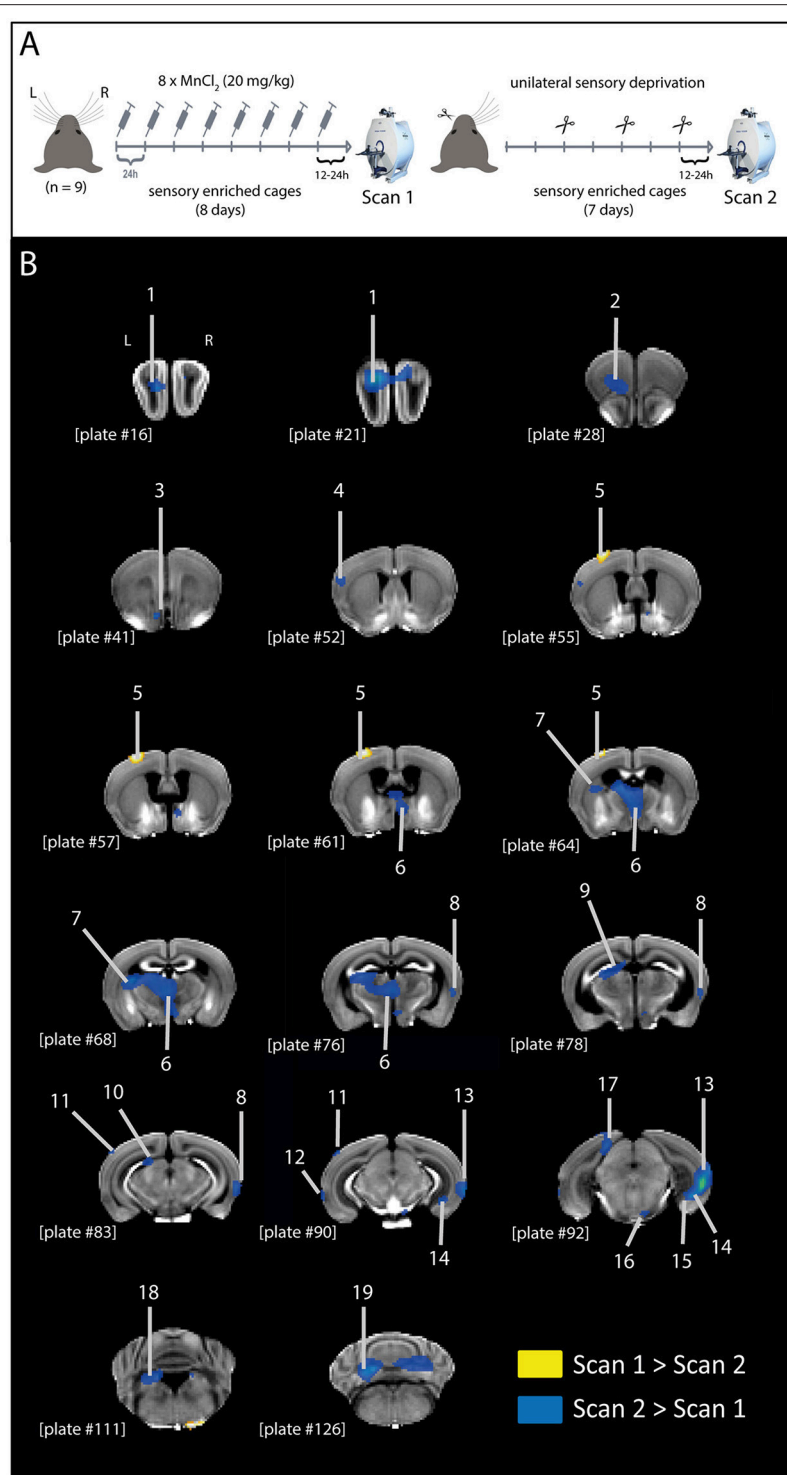 A
L
R
8 x MnCl2 (20 mg/kg)
unilateral sensory deprivation
(n = 9)
24h
sensory enriched cages
(8 days)
12-24h
Scan 1
sensory enriched cages
(7 days)
12-24h
Scan 2
B
1
L
R
[plate #16]
1
[plate #21]
2
[plate #28]
3
[plate #41]
4
[plate #52]
5
[plate #55]
5
[plate #57]
5
6
[plate #61]
7
5
6
[plate #64]
7
6
[plate #68]
8
6
[plate #76]
9
8
[plate #78]
11
10
8
[plate #83]
11
13
12
14
[plate #90]
17
13
16
15
14
[plate #92]
18
[plate #111]
19
[plate #126]
Scan 1 > Scan 2
Scan 2 > Scan 1